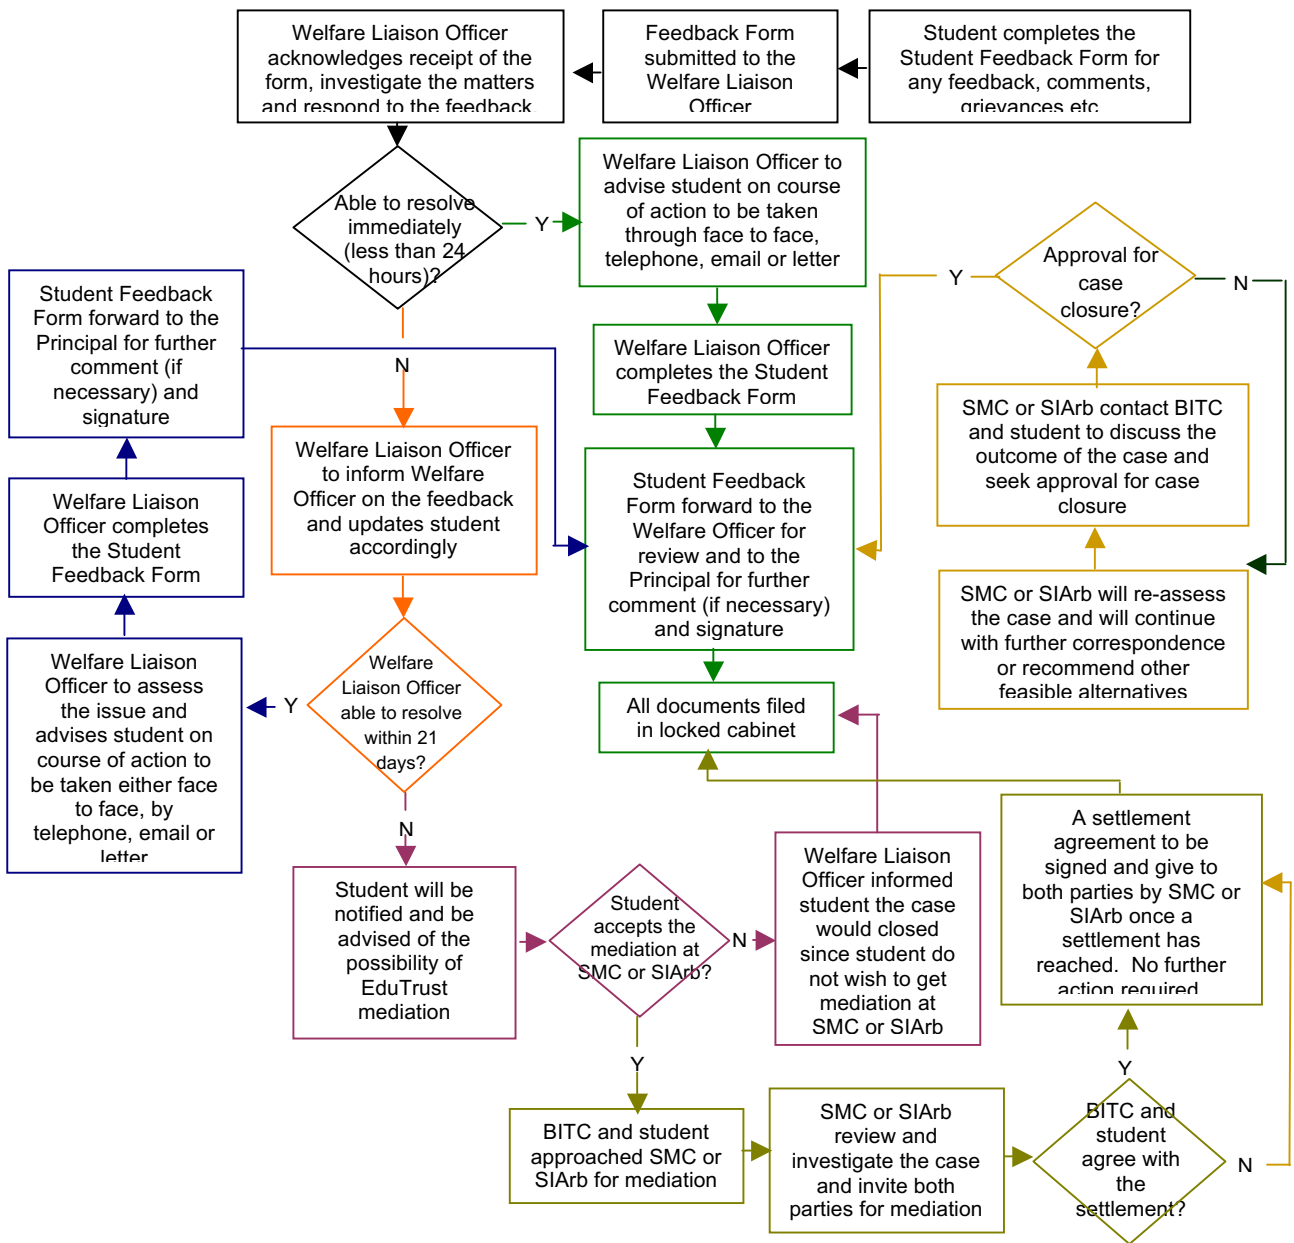 Welfare Liaison Officer
acknowledges receipt of the
form, investigate the matters
and respond to the feedback
Feedback Form
submitted to the
Welfare Liaison
Officer
Student completes the
Student Feedback Form for
any feedback, comments,
grievances etc
Able to resolve
immediately
(less than 24
hours)?
Y
Welfare Liaison Officer to
advise student on course
of action to be taken
through face to face,
telephone, email or letter
Approval for
case
closure?
Y
N
Student Feedback
Form forward to the
Principal for further
comment (if
necessary) and
signature
N
Welfare Liaison Officer
completes the Student
Feedback Form
SMC or SIArb contact BITC
and student to discuss the
outcome of the case and
seek approval for case
closure
Welfare Liaison Officer
to inform Welfare
Officer on the feedback
and updates student
accordingly
Student Feedback
Form forward to the
Welfare Officer for
review and to the
Principal for further
comment (if necessary)
and signature
Welfare Liaison
Officer completes
the Student
Feedback Form
SMC or SIArb will re-assess
the case and will continue
with further correspondence
or recommend other
feasible alternatives
Welfare Liaison
Officer to assess
the issue and
advises student on
course of action to
be taken either face
to face, by
telephone, email or
letter
Y
Welfare
Liaison Officer
able to resolve
within 21
days?
All documents filed
in locked cabinet
N
Student will be
notified and be
advised of the
possibility of
EduTrust
mediation
Student
accepts the
mediation at
SMC or SIArb?
N
Welfare Liaison
Officer informed
student the case
would closed
since student do
not wish to get
mediation at
SMC or SIArb
A settlement
agreement to be
signed and give to
both parties by SMC or
SIArb once a
settlement has
reached.  No further
action required
Y
Y
BITC and student
approached SMC or
SIArb for mediation
SMC or SIArb
review and
investigate the case
and invite both
parties for mediation
BITC and
student
agree with
the
settlement?
N